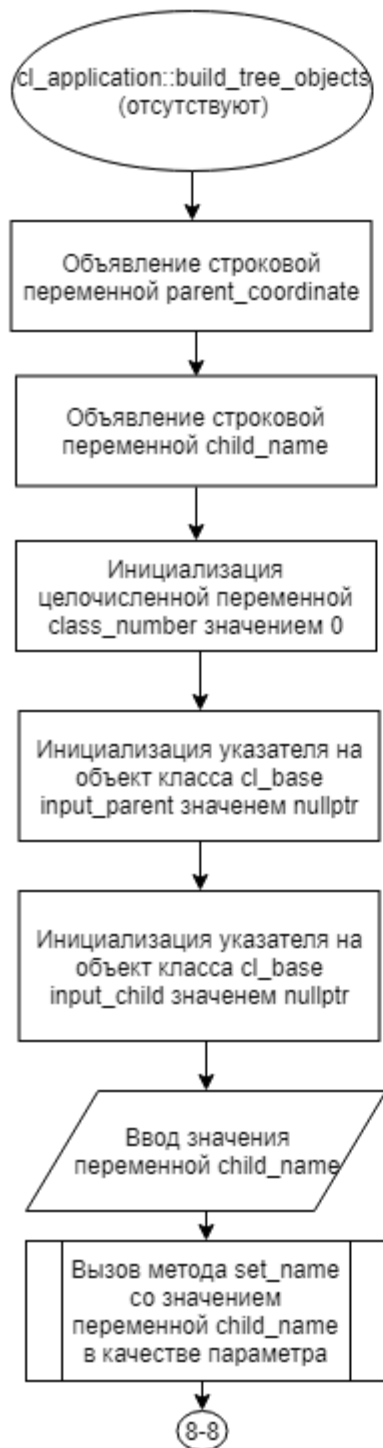 cl_application::build_tree_objects
(отсутствуют)
Объявление строковой
переменной parent_coordinate
Объявление строковой
переменной child_name
Инициализация
целочисленной переменной
class_number значением 0
Инициализация указателя на
объект класса cl_base
input_parent значенем nullptr
Инициализация указателя на
объект класса cl_base
input_child значенем nullptr
Ввод значения
переменной child_name
Вызов метода set_name
со значением
переменной child_name
в качестве параметра
8-8